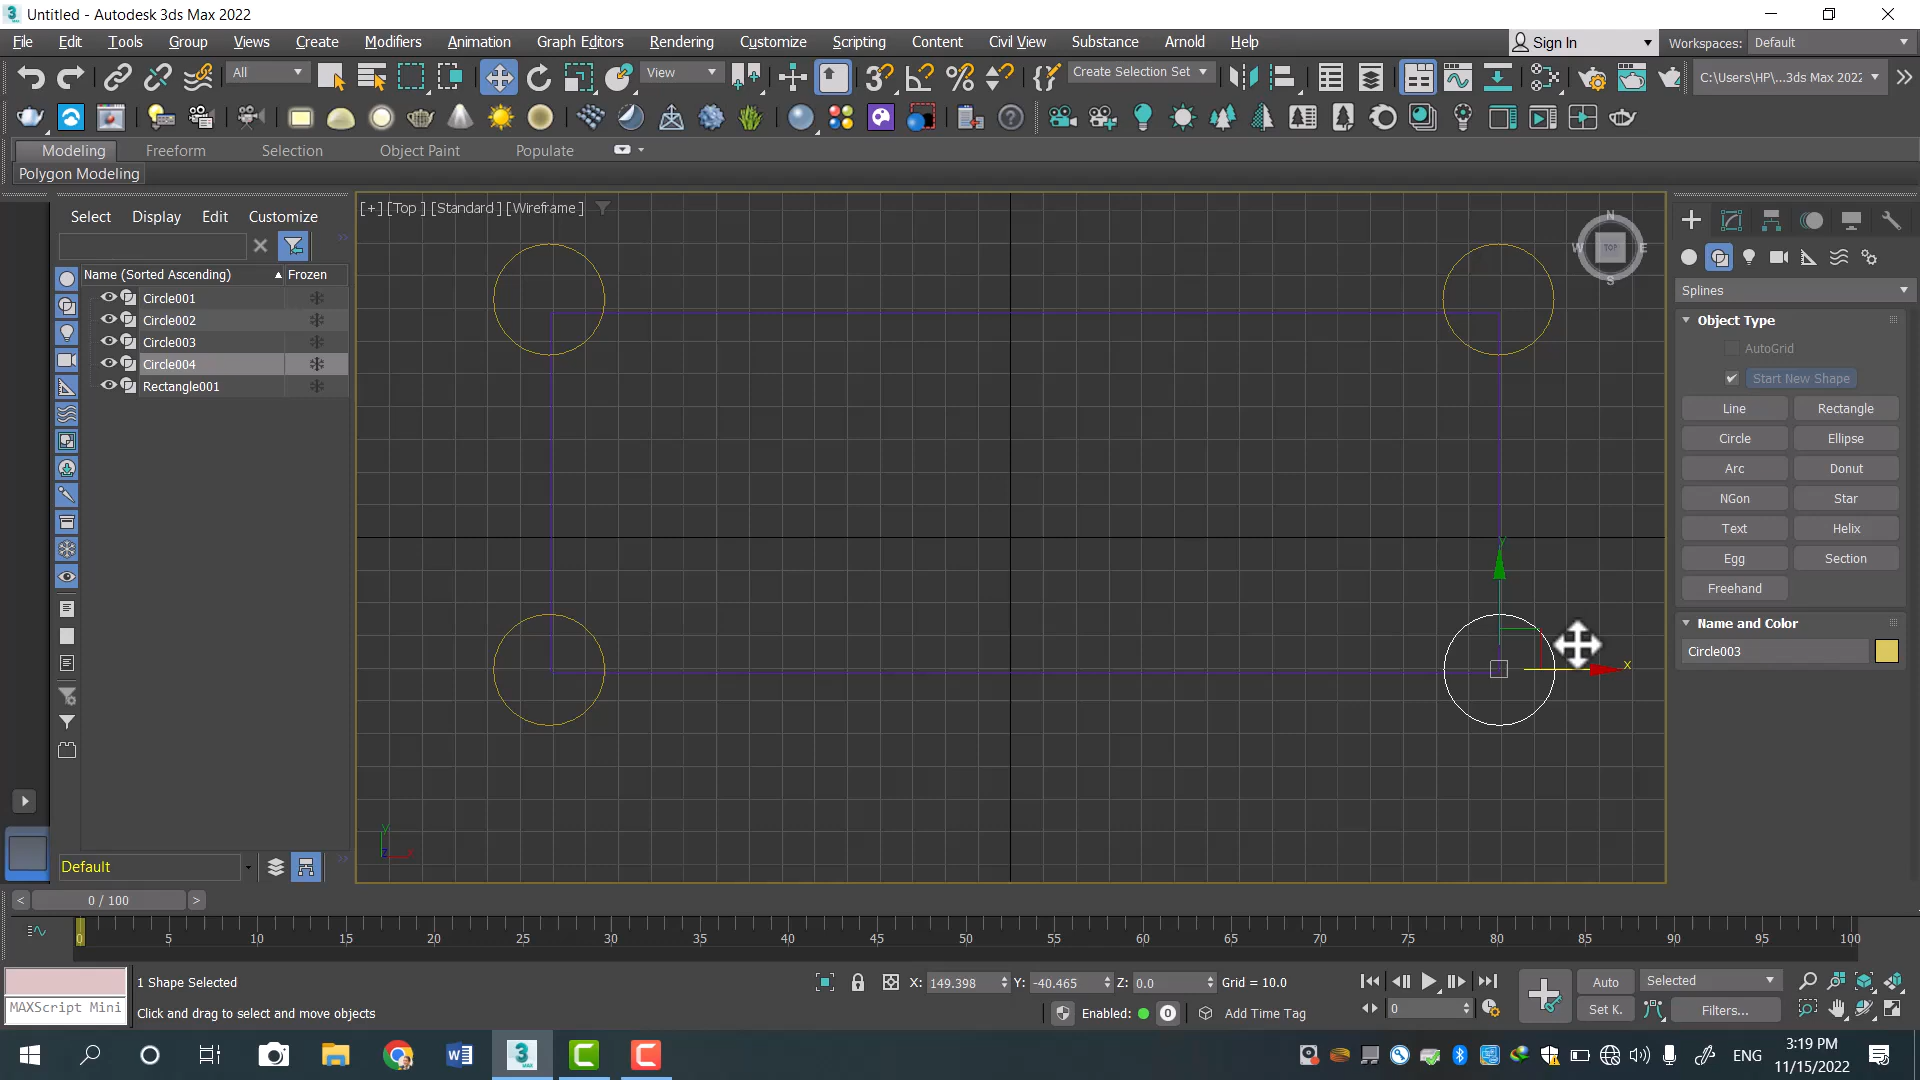 Untitled - Autodesk 3ds Max 2022
File Edit Tools Group Views Create Modifiers Animation Graph Editors Rendering Customize Scripting Content Civil View Substance Arnold Help
Sign In
Workspaces: Default
All
View
Create Selection Set
C:\Users\HP\...3ds Max 2022
Modeling Freeform Selection Object Paint Populate
Polygon Modeling
Select Display Edit Customize
Name (Sorted Ascending) Frozen
Circle001
Circle002
Circle003
Circle004
Rectangle001
Default
[+] [Top ] [Standard ] [Wireframe ]
N
W TOP E
S
y
x
y
z x
Splines
Object Type
AutoGrid
Start New Shape
Line Rectangle
Circle Ellipse
Arc Donut
NGon Star
Text Helix
Egg Section
Freehand
Name and Color
Circle003
< 0 / 100 >
0 5 10 15 20 25 30 35 40 45 50 55 60 65 70 75 80 85 90 95 100
1 Shape Selected
X: 149.398 Y: -40.465 Z: 0.0 Grid = 10.0
Auto Selected
MAXScript Mini
Click and drag to select and move objects
Enabled: 0 Add Time Tag
0
Set K. Filters...
ENG
3:19 PM
11/15/2022